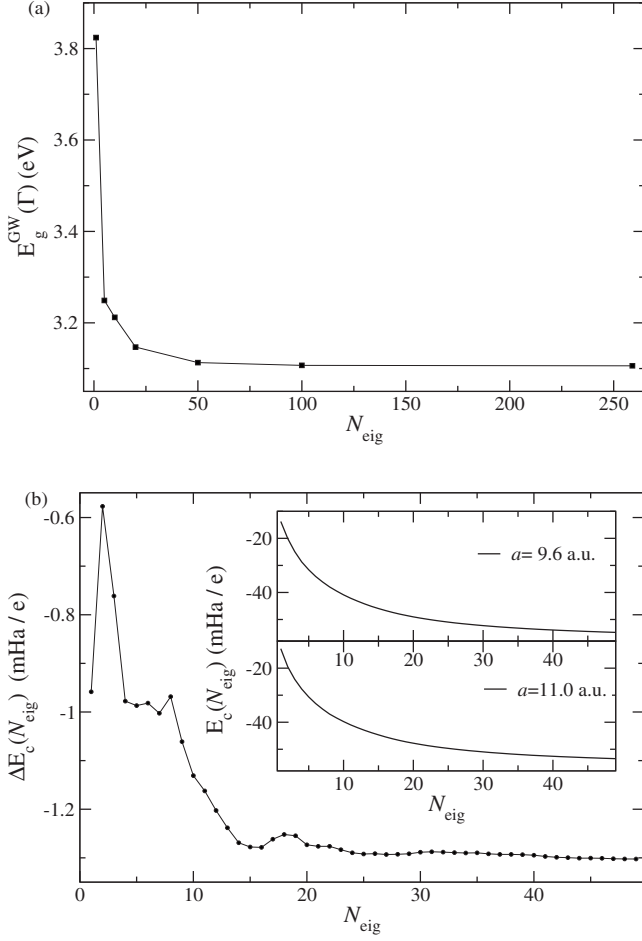 (a)
3.8
3.6
3.4
3.2
E_g^GW(Γ) (eV)
0 50 100 150 200 250
N_eig
(b)
-0.6
-0.8
-1
-1.2
ΔE_c(N_eig) (mHa / e)
0 10 20 30 40
N_eig
-20
-40
a= 9.6 a.u.
10 20 30 40
-20
-40
a=11.0 a.u.
10 20 30 40
E_c(N_eig) (mHa / e)
N_eig